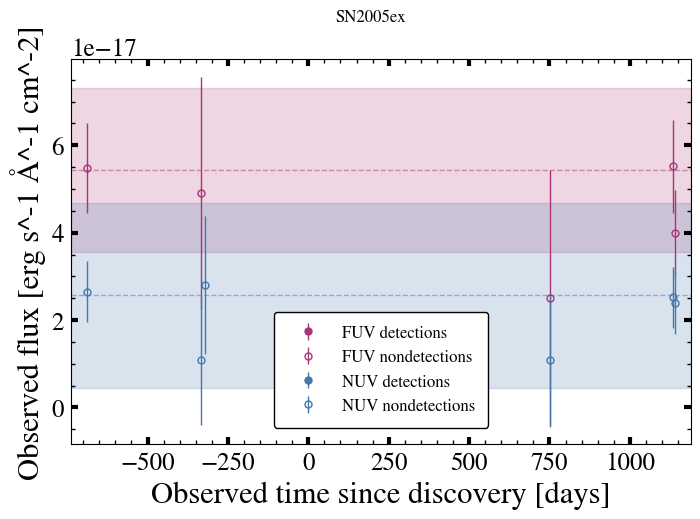 SN2005ex
1e−17
Observed flux [erg s^-1 Å^-1 cm^-2]
6
4
2
0
FUV detections
FUV nondetections
NUV detections
NUV nondetections
−500 −250 0 250 500 750 1000
Observed time since discovery [days]